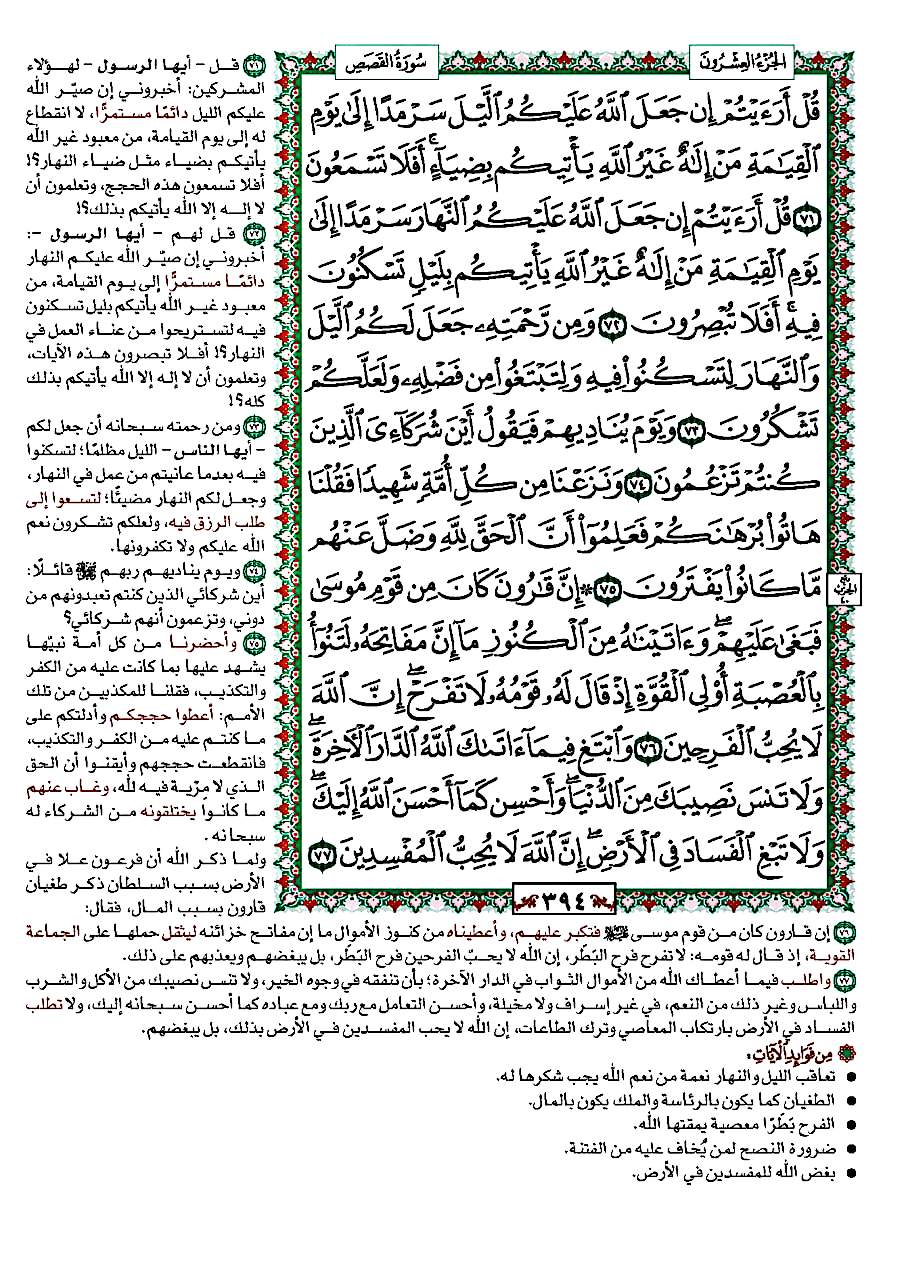 الجزء العشرون
سورة القصص
قُلْ أَرَءَيْتُمْ إِن جَعَلَ ٱللَّهُ عَلَيْكُمُ ٱلَّيْلَ سَرْمَدًا إِلَىٰ يَوْمِ
ٱلْقِيَـٰمَةِ مَنْ إِلَـٰهٌ غَيْرُ ٱللَّهِ يَأْتِيكُم بِضِيَآءٍ ۖ أَفَلَا تَسْمَعُونَ
٧١ قُلْ أَرَءَيْتُمْ إِن جَعَلَ ٱللَّهُ عَلَيْكُمُ ٱلنَّهَارَ سَرْمَدًا إِلَىٰ
يَوْمِ ٱلْقِيَـٰمَةِ مَنْ إِلَـٰهٌ غَيْرُ ٱللَّهِ يَأْتِيكُم بِلَيْلٍ تَسْكُنُونَ
فِيهِ ۖ أَفَلَا تُبْصِرُونَ ٧٢ وَمِن رَّحْمَتِهِۦ جَعَلَ لَكُمُ ٱلَّيْلَ
وَٱلنَّهَارَ لِتَسْكُنُوا۟ فِيهِ وَلِتَبْتَغُوا۟ مِن فَضْلِهِۦ وَلَعَلَّكُمْ
تَشْكُرُونَ ٧٣ وَيَوْمَ يُنَادِيهِمْ فَيَقُولُ أَيْنَ شُرَكَآءِىَ ٱلَّذِينَ
كُنتُمْ تَزْعُمُونَ ٧٤ وَنَزَعْنَا مِن كُلِّ أُمَّةٍ شَهِيدًا فَقُلْنَا
هَاتُوا۟ بُرْهَـٰنَكُمْ فَعَلِمُوٓا۟ أَنَّ ٱلْحَقَّ لِلَّهِ وَضَلَّ عَنْهُم
مَّا كَانُوا۟ يَفْتَرُونَ ٧٥ ۞ إِنَّ قَـٰرُونَ كَانَ مِن قَوْمِ مُوسَىٰ
فَبَغَىٰ عَلَيْهِمْ ۖ وَءَاتَيْنَـٰهُ مِنَ ٱلْكُنُوزِ مَآ إِنَّ مَفَاتِحَهُۥ لَتَنُوٓأُ
بِٱلْعُصْبَةِ أُو۟لِى ٱلْقُوَّةِ إِذْ قَالَ لَهُۥ قَوْمُهُۥ لَا تَفْرَحْ ۖ إِنَّ ٱللَّهَ
لَا يُحِبُّ ٱلْفَرِحِينَ ٧٦ وَٱبْتَغِ فِيمَآ ءَاتَىٰكَ ٱللَّهُ ٱلدَّارَ ٱلْـَٔاخِرَةَ ۖ
وَلَا تَنسَ نَصِيبَكَ مِنَ ٱلدُّنْيَا ۖ وَأَحْسِن كَمَآ أَحْسَنَ ٱللَّهُ إِلَيْكَ ۖ
وَلَا تَبْغِ ٱلْفَسَادَ فِى ٱلْأَرْضِ ۖ إِنَّ ٱللَّهَ لَا يُحِبُّ ٱلْمُفْسِدِينَ ٧٧
٣٩٤
٧١ قل – أيها الرسول – لهؤلاء
المشركين: أخبروني إن صيّر الله
عليكم الليل دائمًا مستمرًّا، لا انقطاع
له إلى يوم القيامة، من معبود غير الله
يأتيكم بضياء مثل ضياء النهار؟!
أفلا تسمعون هذه الحجج، وتعلمون أن
لا إله إلا الله يأتيكم بذلك؟!
٧٢ قل لهم – أيها الرسول –:
أخبروني إن صيّر الله عليكم النهار
دائمًا مستمرًّا إلى يوم القيامة، من
معبود غير الله يأتيكم بليل تسكنون
فيه لتستريحوا من عناء العمل في
النهار؟! أفلا تبصرون هذه الآيات،
وتعلمون أن لا إله إلا الله يأتيكم بذلك
كله؟!
٧٣ ومن رحمته سبحانه أن جعل لكم
– أيها الناس – الليل مظلمًا؛ لتسكنوا
فيه بعدما عانيتم من عمل في النهار،
وجعل لكم النهار مضيئًا؛ لتسعوا إلى
طلب الرزق فيه، ولعلكم تشكرون نعم
الله عليكم ولا تكفرونها.
٧٤ ويوم يناديهم ربهم ﷻ قائلًا:
أين شركائي الذين كنتم تعبدونهم من
دوني، وتزعمون أنهم شركائي؟
٧٥ وأحضرنا من كل أمة نبيّها
يشهد عليها بما كانت عليه من الكفر
والتكذيب، فقلنا للمكذبين من تلك
الأمم: أعطوا حججكم وأدلتكم على
ما كنتم عليه من الكفر والتكذيب،
فانقطعت حججهم وأيقنوا أن الحق
الذي لا مرّية فيه لله، وغاب عنهم
ما كانوا يختلقونه من الشركاء له
سبحانه.
ولما ذكر الله أن فرعون علا في
الأرض بسبب السلطان ذكر طغيان
قارون بسبب المال، فقال:
٧٦ إن قارون كان من قوم موسى ﷺ فتكبر عليهم، وأعطيناه من كنوز الأموال ما إن مفاتح خزائنه ليثقل حملها على الجماعة
القوية، إذ قال له قومه: لا تفرح فرح البَطَر، إن الله لا يحبّ الفرحين فرح البَطَر، بل يبغضهم ويعذبهم على ذلك.
٧٧ واطلب فيما أعطاك الله من الأموال الثواب في الدار الآخرة؛ بأن تنفقه في وجوه الخير، ولا تنس نصيبك من الأكل والشرب
واللباس وغير ذلك من النعم، في غير إسراف ولا مخيلة، وأحسن التعامل مع ربك ومع عباده كما أحسن سبحانه إليك، ولا تطلب
الفساد في الأرض بارتكاب المعاصي وترك الطاعات، إن الله لا يحب المفسدين في الأرض بذلك، بل يبغضهم.
مِن فَوَائِدِ الْآيَاتِ:
● تعاقب الليل والنهار نعمة من نعم الله يجب شكرها له.
● الطغيان كما يكون بالرئاسة والملك يكون بالمال.
● الفرح بَطَرًا معصية يمقتها الله.
● ضرورة النصح لمن يُخاف عليه من الفتنة.
● بغض الله للمفسدين في الأرض.